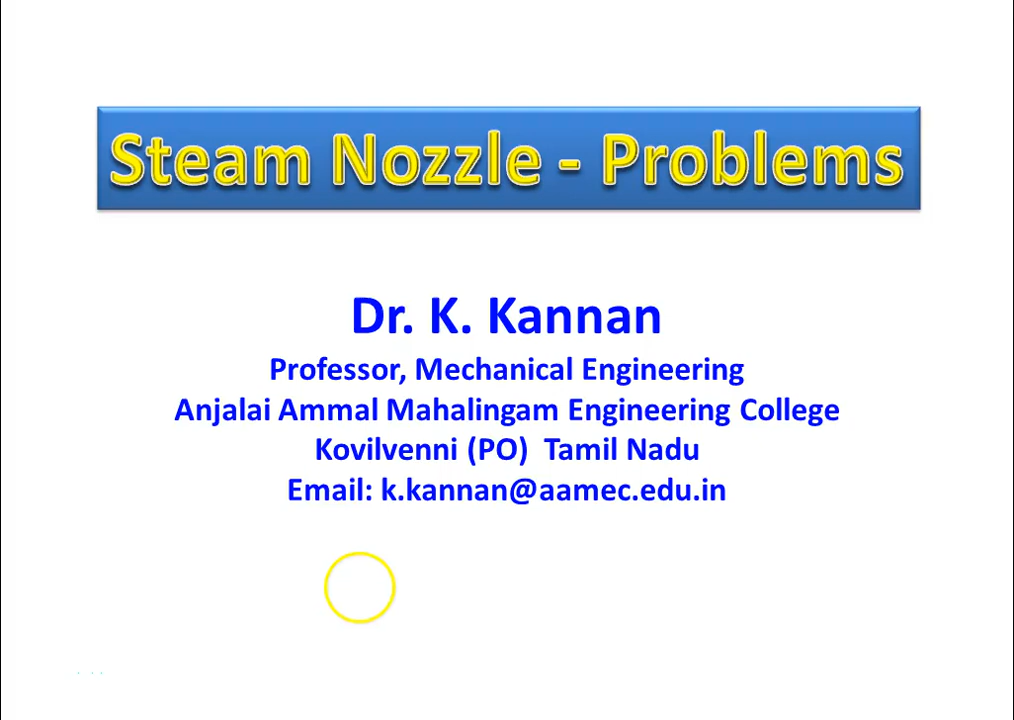 Steam Nozzle - Problems
Dr. K. Kannan
Professor, Mechanical Engineering
Anjalai Ammal Mahalingam Engineering College
Kovilvenni (PO) Tamil Nadu
Email: k.kannan@aamec.edu.in